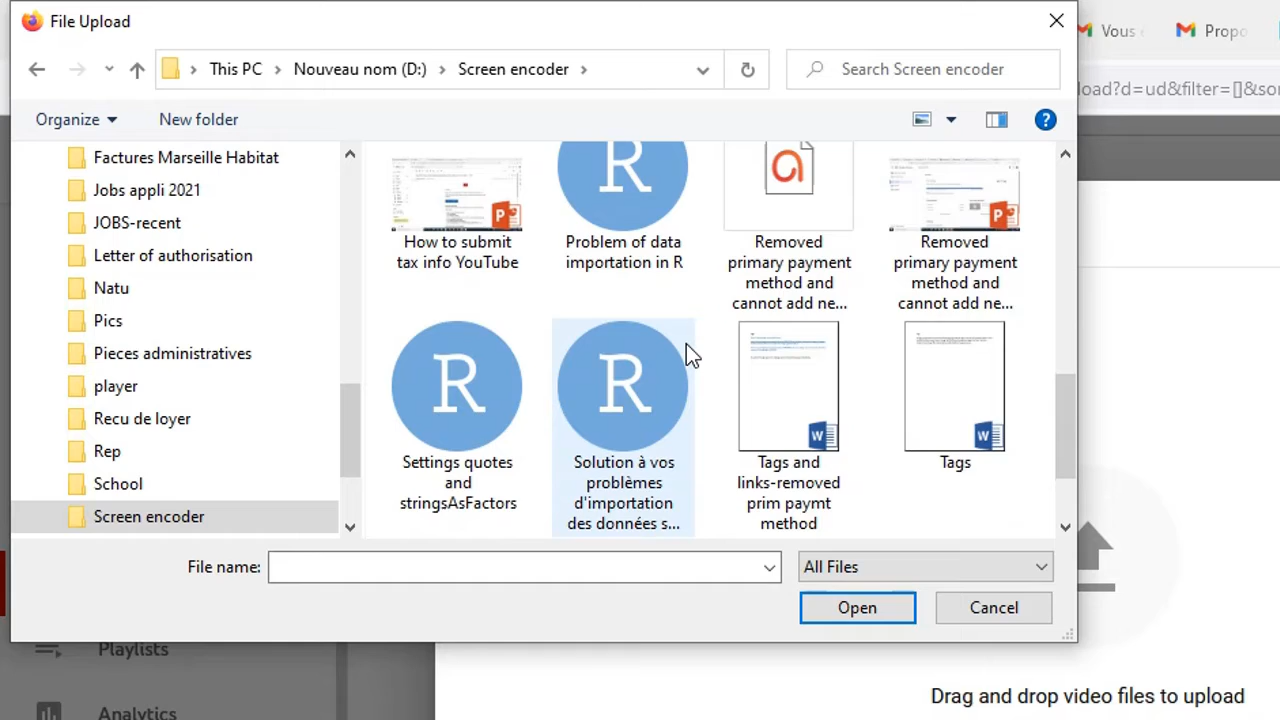 File Upload
Vous
Propo
This PC
Nouveau nom (D:)
Screen encoder
Search Screen encoder
load?d=ud&filter=[]&sor
Organize
New folder
Factures Marseille Habitat
Jobs appli 2021
JOBS-recent
Letter of authorisation
Natu
Pics
Pieces administratives
player
Recu de loyer
Rep
School
Screen encoder
R
P
P
How to submit
tax info YouTube
Problem of data
importation in R
Removed
primary payment
method and
cannot add ne...
Removed
primary payment
method and
cannot add ne...
R
R
W
W
Settings quotes
and
stringsAsFactors
Solution à vos
problèmes
d'importation
des données s...
Tags and
links-removed
prim paymt
method
Tags
File name:
All Files
Open
Cancel
Playlists
Analytics
Drag and drop video files to upload